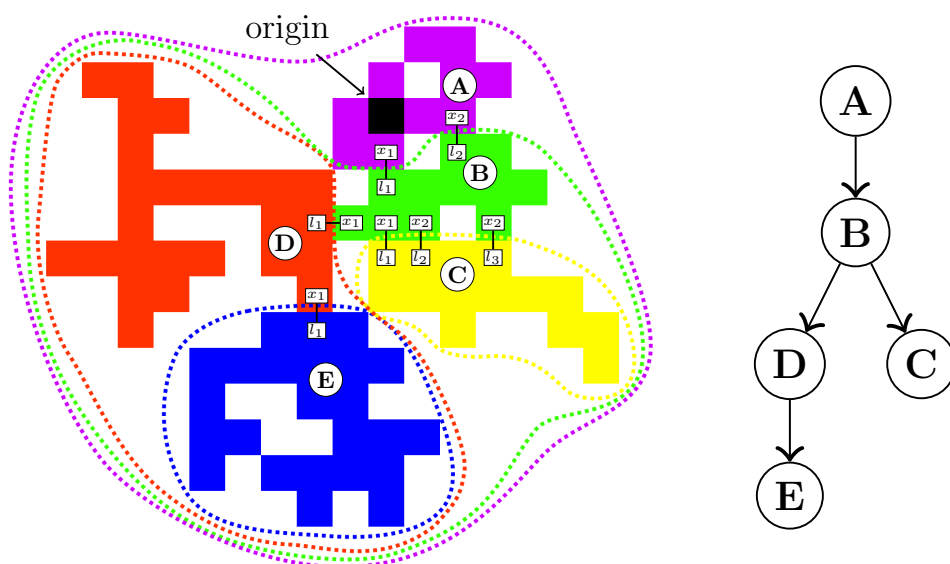 origin
A
x₂
x₁
l₂
l₁
B
l₁ x₁ x₁ x₂ x₂
D
l₁ l₂ l₃
C
x₁
l₁
E
A
B
D C
E